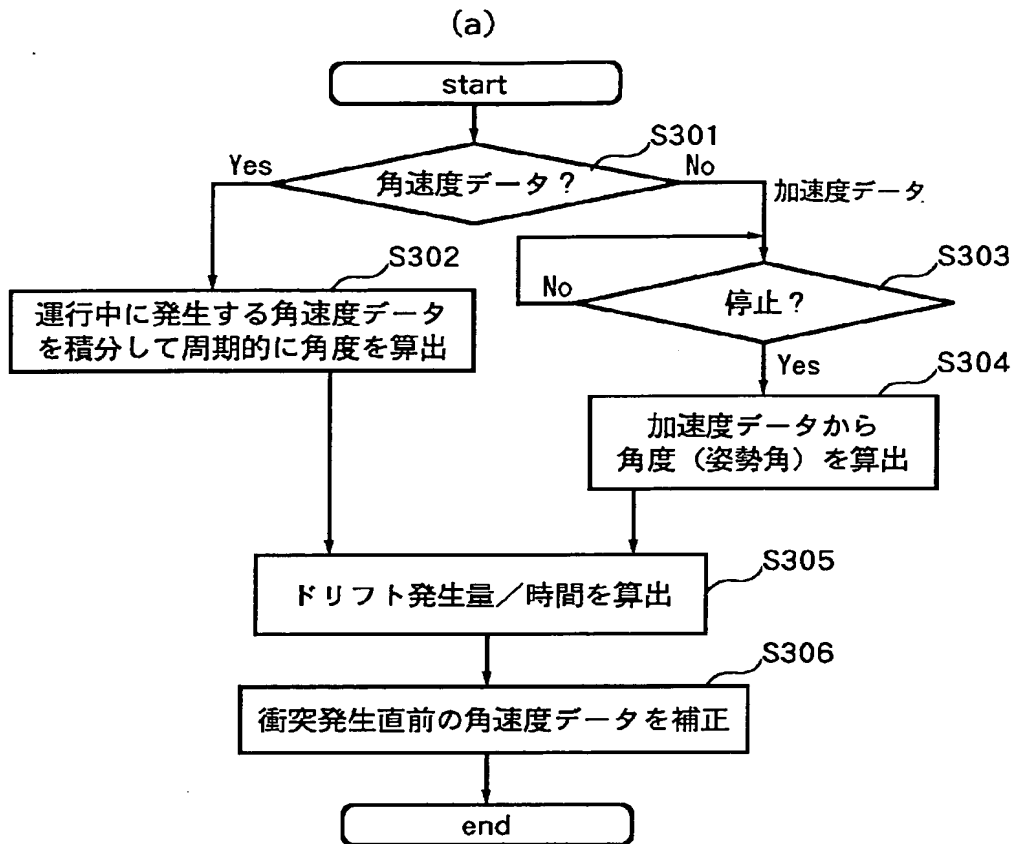 (a)
start
S301
Yes
角速度データ？
No
加速度データ
S302
運行中に発生する角速度データ
を積分して周期的に角度を算出
S303
No
停止？
Yes
S304
加速度データから
角度（姿勢角）を算出
S305
ドリフト発生量／時間を算出
S306
衝突発生直前の角速度データを補正
end